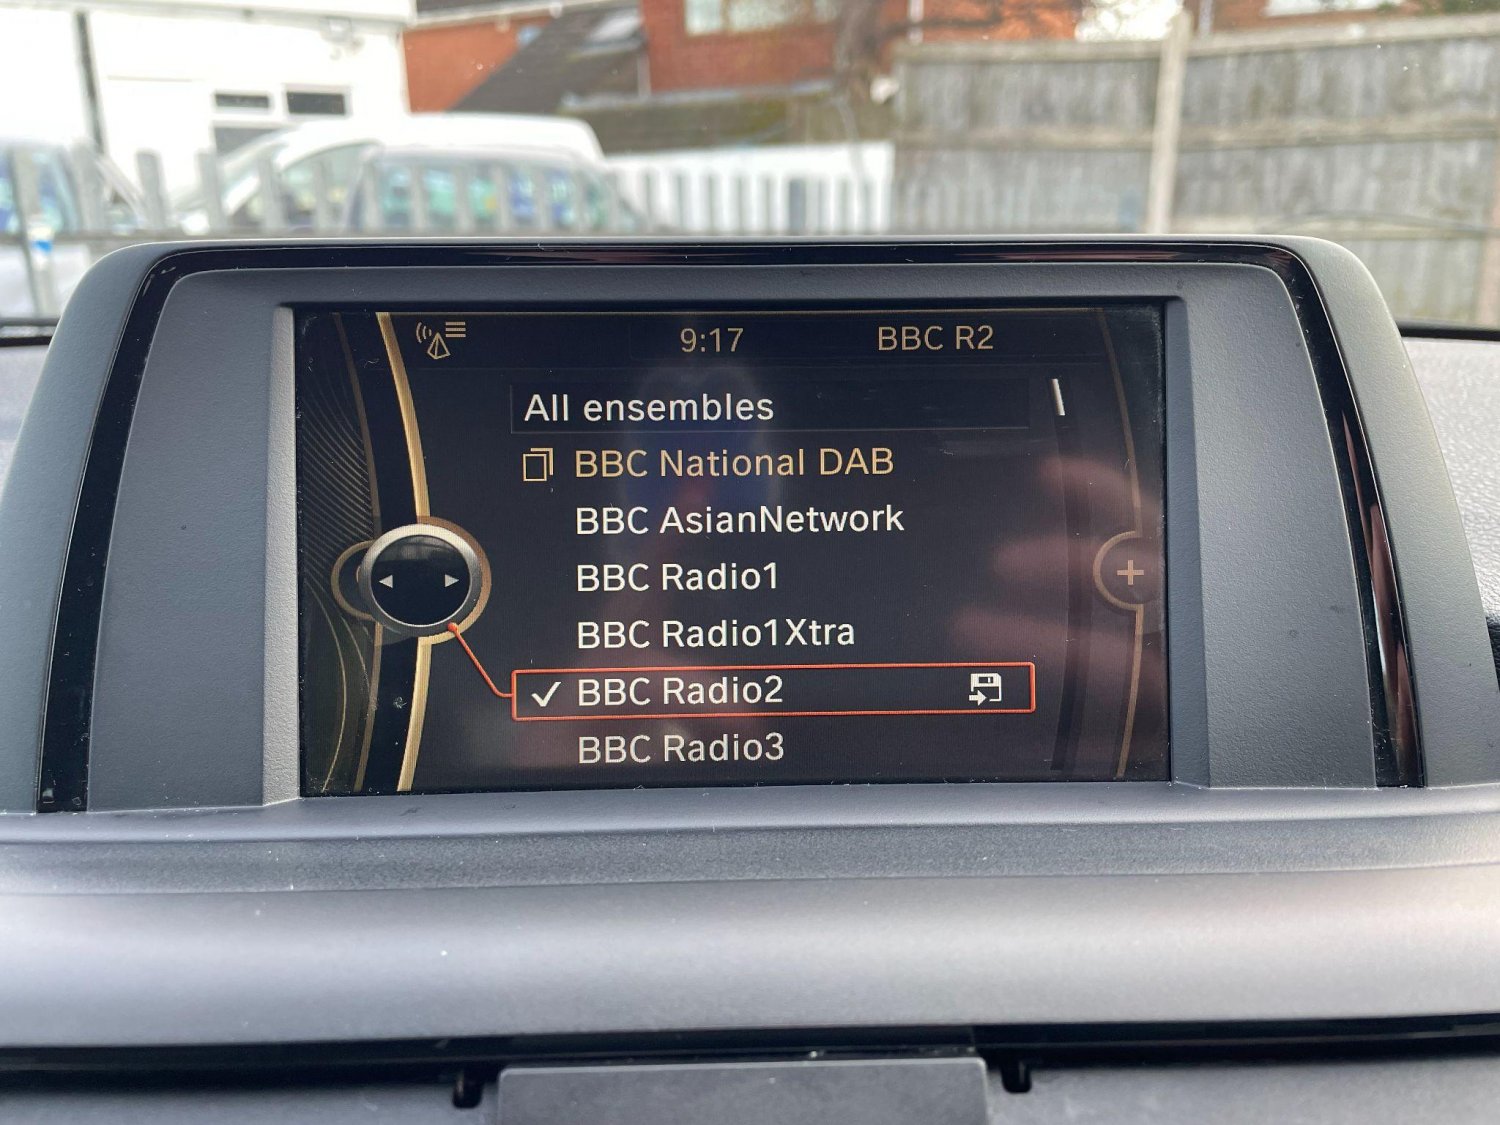 9:17 BBC R2
All ensembles
BBC National DAB
BBC AsianNetwork
BBC Radio1
BBC Radio1Xtra
BBC Radio2
BBC Radio3